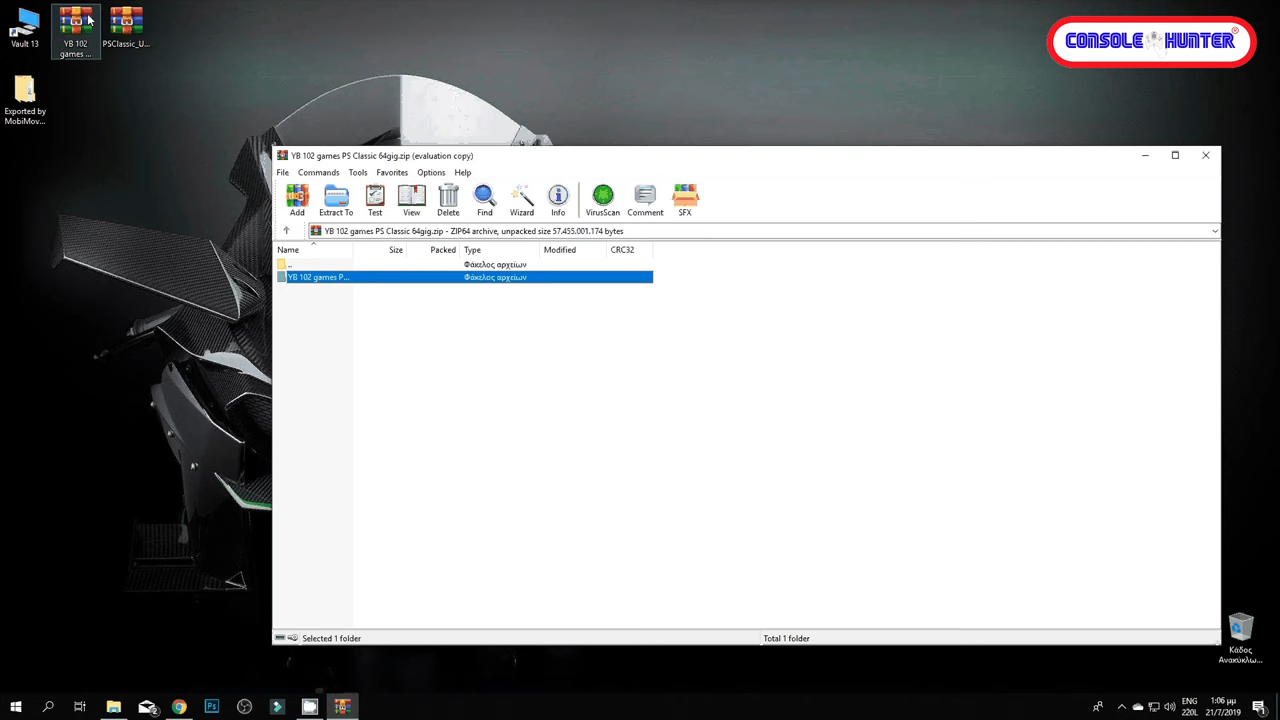 Vault 13
YB 102
games ...
PSClassic_U...
Exported by
MobiMov...
CONSOLE HUNTER®
YB 102 games PS Classic 64gig.zip (evaluation copy)
File Commands Tools Favorites Options Help
Add Extract To Test View Delete Find Wizard Info VirusScan Comment SFX
YB 102 games PS Classic 64gig.zip - ZIP64 archive, unpacked size 57.455.001.174 bytes
Name Size Packed Type Modified CRC32
.. Φάκελος αρχείων
YB 102 games P... Φάκελος αρχείων
Selected 1 folder Total 1 folder
Κάδος
Ανακύκλω...
ENG 1:06 μμ
220L 21/7/2019